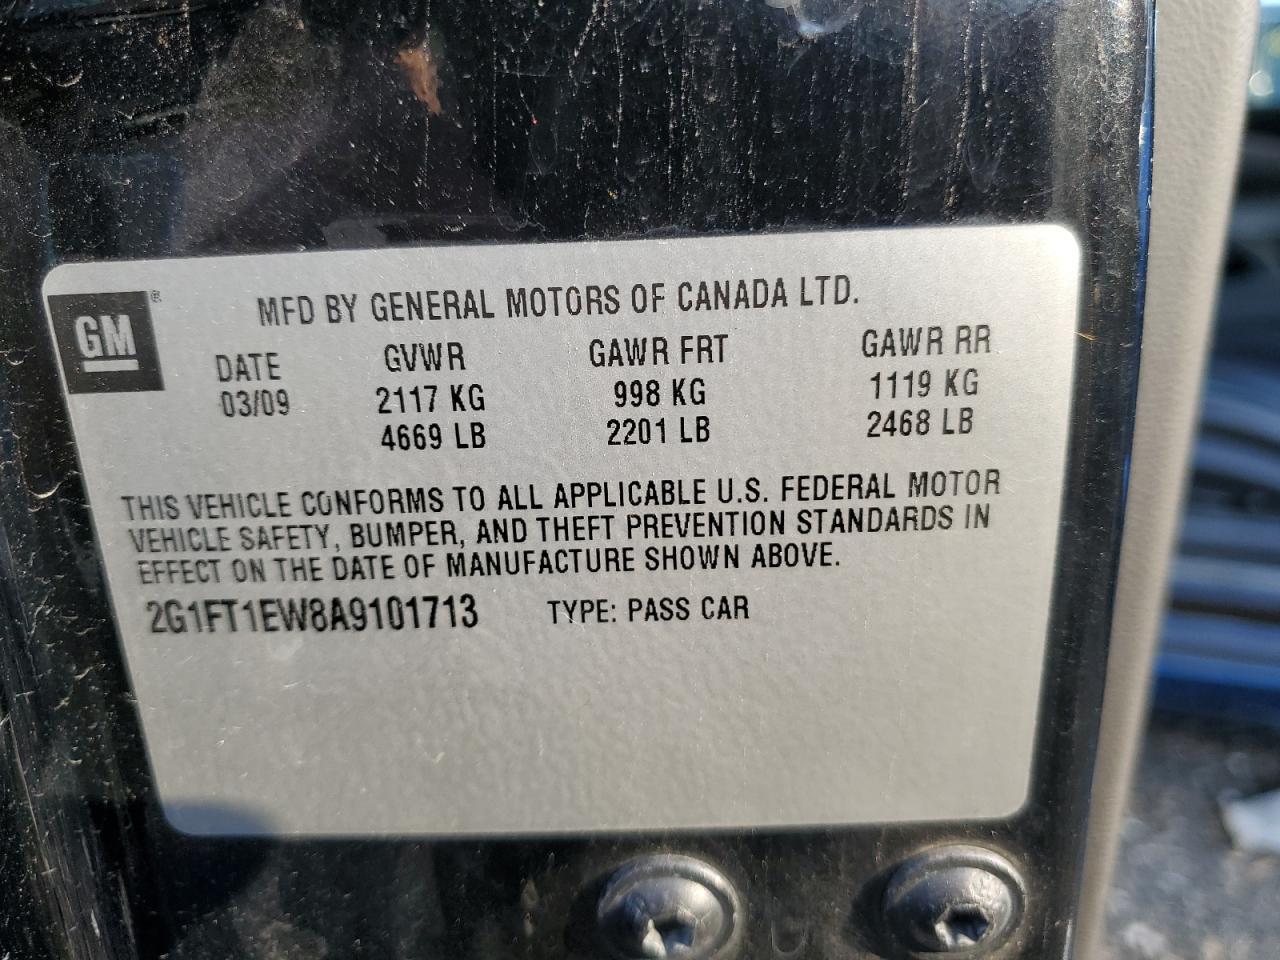 GM ®
MFD BY GENERAL MOTORS OF CANADA LTD.
DATE GVWR GAWR FRT GAWR RR
03/09 2117 KG 998 KG 1119 KG
4669 LB 2201 LB 2468 LB
THIS VEHICLE CONFORMS TO ALL APPLICABLE U.S. FEDERAL MOTOR
VEHICLE SAFETY, BUMPER, AND THEFT PREVENTION STANDARDS IN
EFFECT ON THE DATE OF MANUFACTURE SHOWN ABOVE.
2G1FT1EW8A9101713 TYPE: PASS CAR